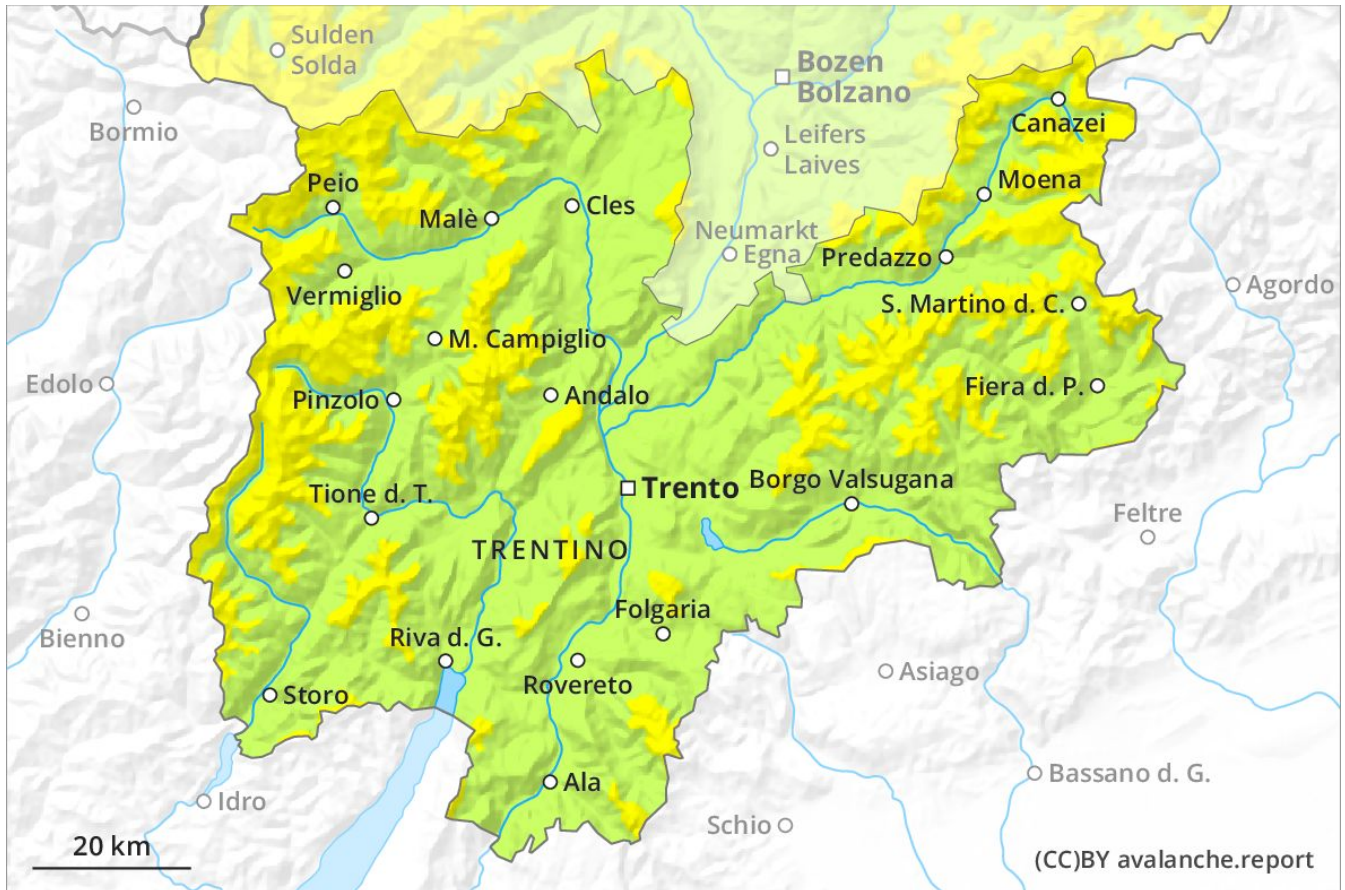 Sulden
Solda
Bozen
Bolzano
Bormio
Canazei
Leifers
Laives
Peio
Moena
Malè
Cles
Neumarkt
Egna
Predazzo
Vermiglio
Agordo
S. Martino d. C.
M. Campiglio
Edolo
Pinzolo
Andalo
Fiera d. P.
Tione d. T.
Trento
Borgo Valsugana
Feltre
TRENTINO
Bienno
Folgaria
Riva d. G.
Asiago
Storo
Rovereto
Bassano d. G.
Ala
Idro
Schio
20 km
(CC)BY avalanche.report